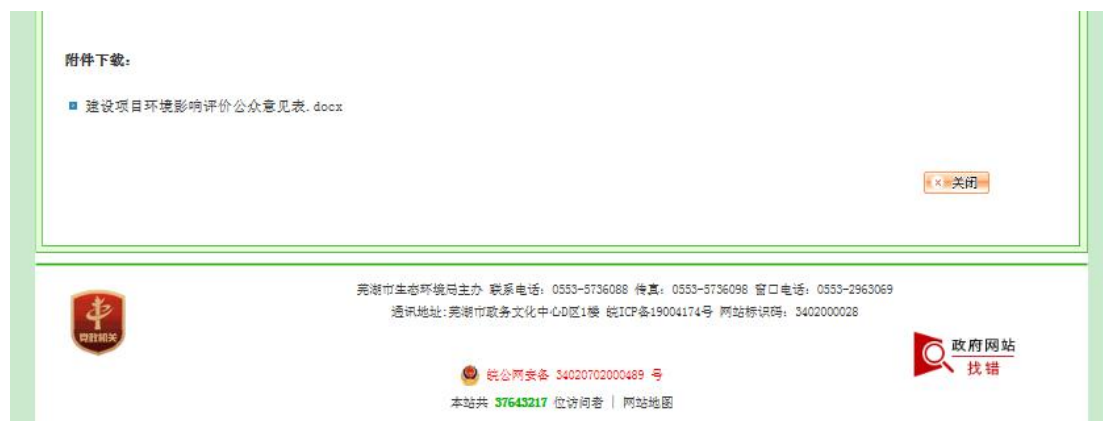 附件下载:
建设项目环境影响评价公众意见表.docx
关闭
芜湖市生态环境局主办 联系电话: 0553-5736088 传真: 0553-5736098 窗口电话: 0553-2963069
通讯地址:芜湖市政务文化中心D区1楼 皖ICP备19004174号 网站标识码: 3402000028
党政机关
政府网站
找错
皖公网安备 34020702000489 号
本站共 37643217 位访问者 | 网站地图